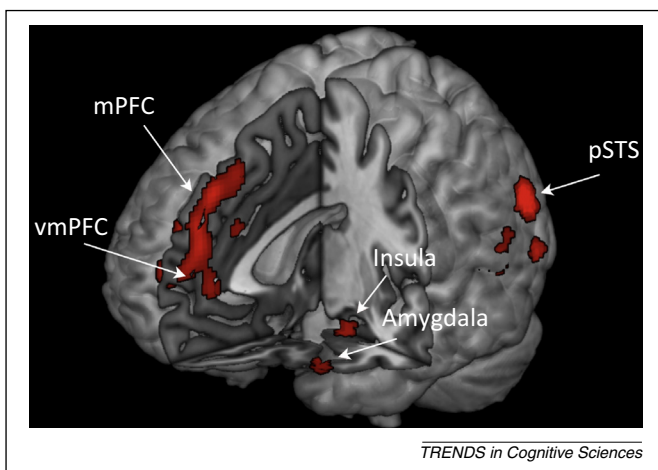 mPFC
pSTS
vmPFC
Insula
Amygdala
TRENDS in Cognitive Sciences